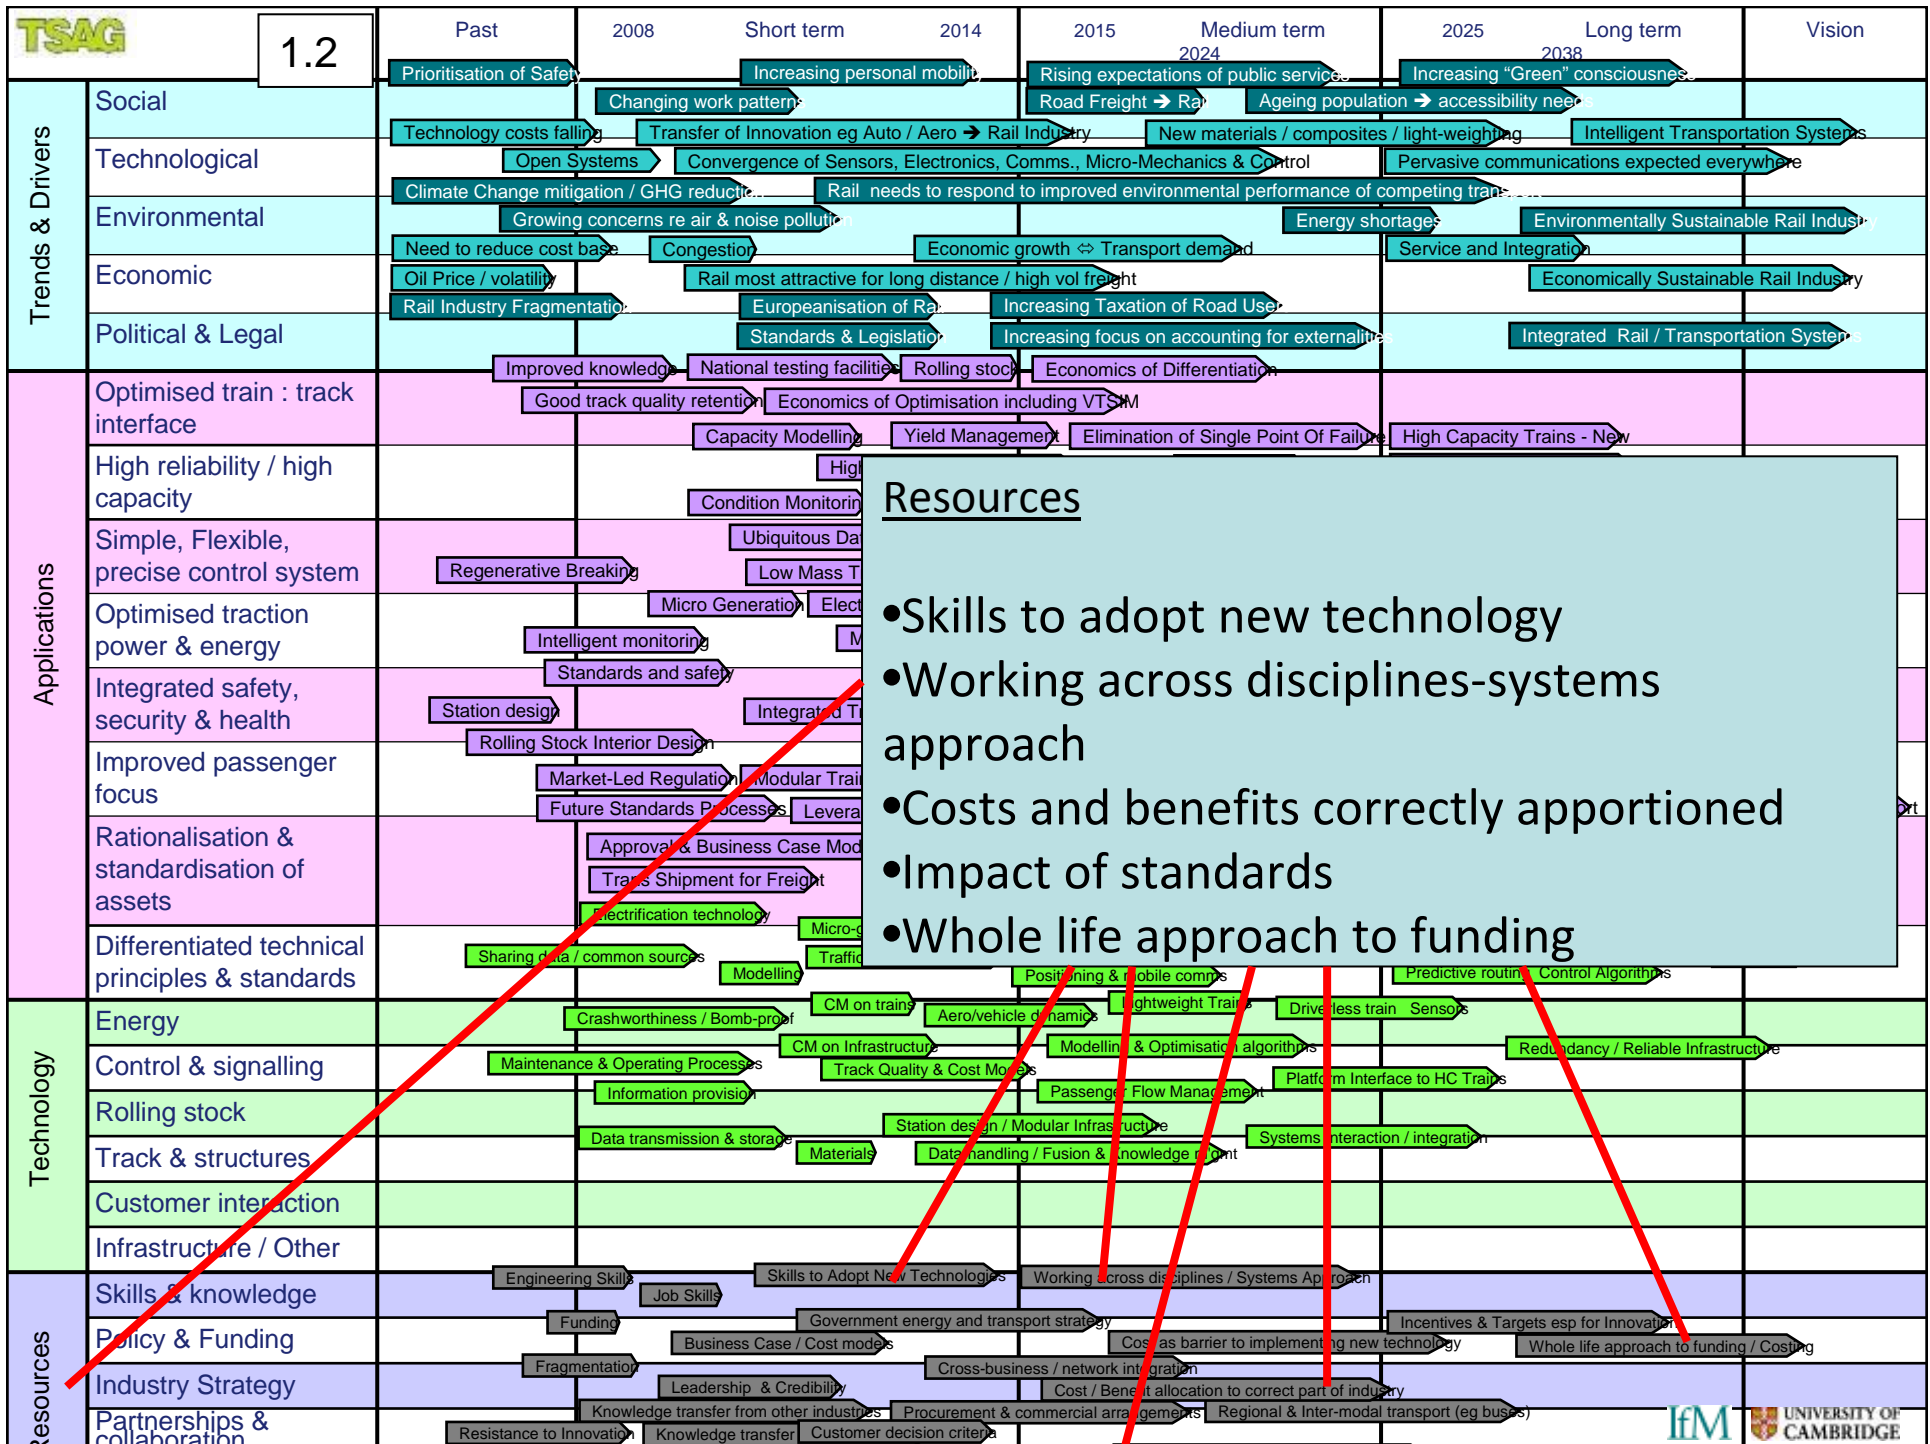 TSAG
1.2
Past
2008
Short term
2014
2015
Medium term
2024
2025
Long term
2038
Vision
Prioritisation of Safety
Increasing personal mobility
Rising expectations of public services
Increasing “Green” consciousness
Trends & Drivers
Social
Changing work patterns
Road Freight ➔ Rail
Ageing population ➔ accessibility needs
Technology costs falling
Transfer of Innovation eg Auto / Aero ➔ Rail Industry
New materials / composites / light-weighting
Intelligent Transportation Systems
Technological
Open Systems
Convergence of Sensors, Electronics, Comms., Micro-Mechanics & Control
Pervasive communications expected everywhere
Climate Change mitigation / GHG reduction
Rail needs to respond to improved environmental performance of competing transport
Environmental
Growing concerns re air & noise pollution
Energy shortages
Environmentally Sustainable Rail Industry
Need to reduce cost base
Congestion
Economic growth ⇔ Transport demand
Service and Integration
Economic
Oil Price / volatility
Rail most attractive for long distance / high vol freight
Economically Sustainable Rail Industry
Rail Industry Fragmentation
Europeanisation of Rail
Increasing Taxation of Road User
Political & Legal
Standards & Legislation
Increasing focus on accounting for externalities
Integrated Rail / Transportation Systems
Improved knowledge
National testing facilities
Rolling stock
Economics of Differentiation
Applications
Optimised train : track
interface
Good track quality retention
Economics of Optimisation including VTSIM
Capacity Modelling
Yield Management
Elimination of Single Point Of Failure
High Capacity Trains - New
High reliability / high
capacity
High
Condition Monitorin
Simple, Flexible,
precise control system
Ubiquitous Da
Regenerative Breaking
Low Mass T
Optimised traction
power & energy
Micro Generation
Elect
Intelligent monitoring
M
Integrated safety,
security & health
Standards and safety
Station design
Integrated T
Rolling Stock Interior Design
Improved passenger
focus
Market-Led Regulation
Modular Trai
Future Standards Processes
Levera
ort
Rationalisation &
standardisation of
assets
Approval & Business Case Mod
Trans Shipment for Freight
Electrification technology
Micro-g
Differentiated technical
principles & standards
Sharing data / common sources
Traffic
Modelling
Positioning & mobile comms
Predictive routing Control Algorithms
Resources
•Skills to adopt new technology
•Working across disciplines-systems
approach
•Costs and benefits correctly apportioned
•Impact of standards
•Whole life approach to funding
Technology
Energy
CM on trains
Lightweight Trains
Crashworthiness / Bomb-proof
Aero/vehicle dynamics
Driverless train Sensors
Control & signalling
CM on Infrastructure
Modelling & Optimisation algorithms
Redundancy / Reliable Infrastructure
Maintenance & Operating Processes
Track Quality & Cost Models
Platform Interface to HC Trains
Rolling stock
Information provision
Passenger Flow Management
Station design / Modular Infrastructure
Data transmission & storage
Systems interaction / integration
Track & structures
Materials
Data handling / Fusion & Knowledge m'gmt
Customer interaction
Infrastructure / Other
Resources
Skills & knowledge
Engineering Skills
Skills to Adopt New Technologies
Working across disciplines / Systems Approach
Job Skills
Policy & Funding
Funding
Government energy and transport strategy
Incentives & Targets esp for Innovation
Business Case / Cost models
Cost as barrier to implementing new technology
Whole life approach to funding / Costing
Industry Strategy
Fragmentation
Cross-business / network integration
Leadership & Credibility
Cost / Benefit allocation to correct part of industry
Partnerships &
collaboration
Knowledge transfer from other industries
Procurement & commercial arrangements
Regional & Inter-modal transport (eg buses)
Resistance to Innovation
Knowledge transfer
Customer decision criteria
IfM
UNIVERSITY OF
CAMBRIDGE